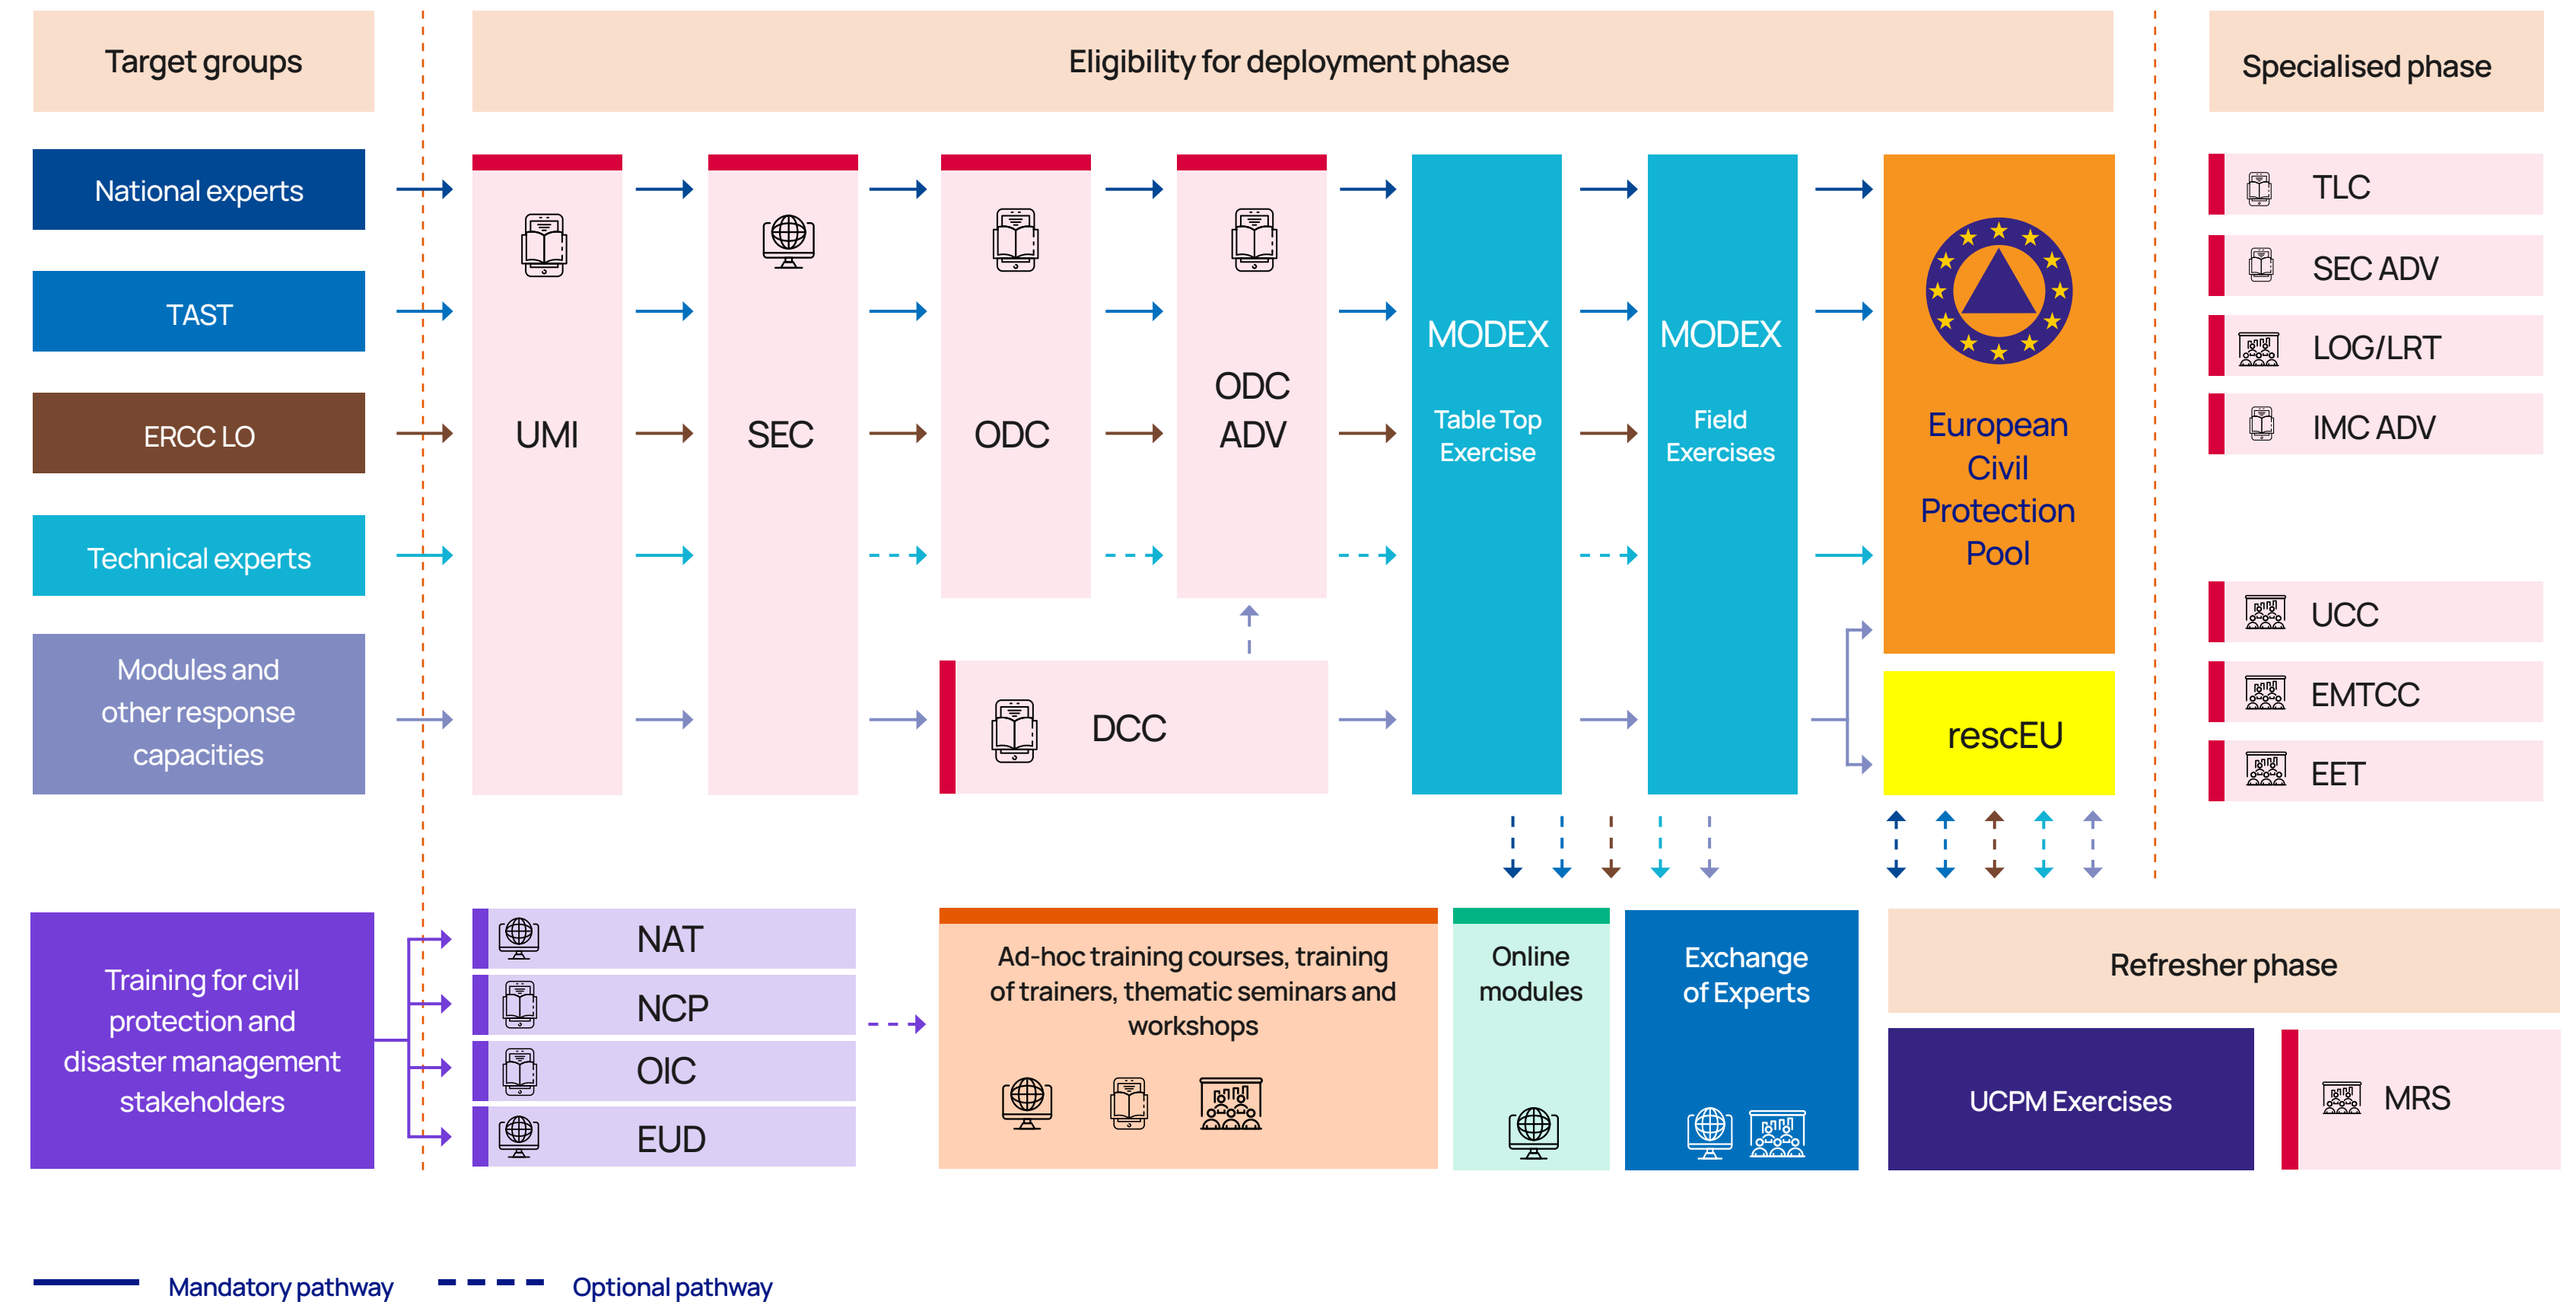 Target groups
Eligibility for deployment phase
Specialised phase
National experts
TAST
ERCC LO
Technical experts
Modules and
other response
capacities
UMI
SEC
ODC
ODC
ADV
DCC
MODEX
Table Top
Exercise
MODEX
Field
Exercises
European
Civil
Protection
Pool
rescEU
TLC
SEC ADV
LOG/LRT
IMC ADV
UCC
EMTCC
EET
Training for civil
protection and
disaster management
stakeholders
NAT
NCP
OIC
EUD
Ad-hoc training courses, training
of trainers, thematic seminars and
workshops
Online
modules
Exchange
of Experts
Refresher phase
UCPM Exercises
MRS
Mandatory pathway
Optional pathway